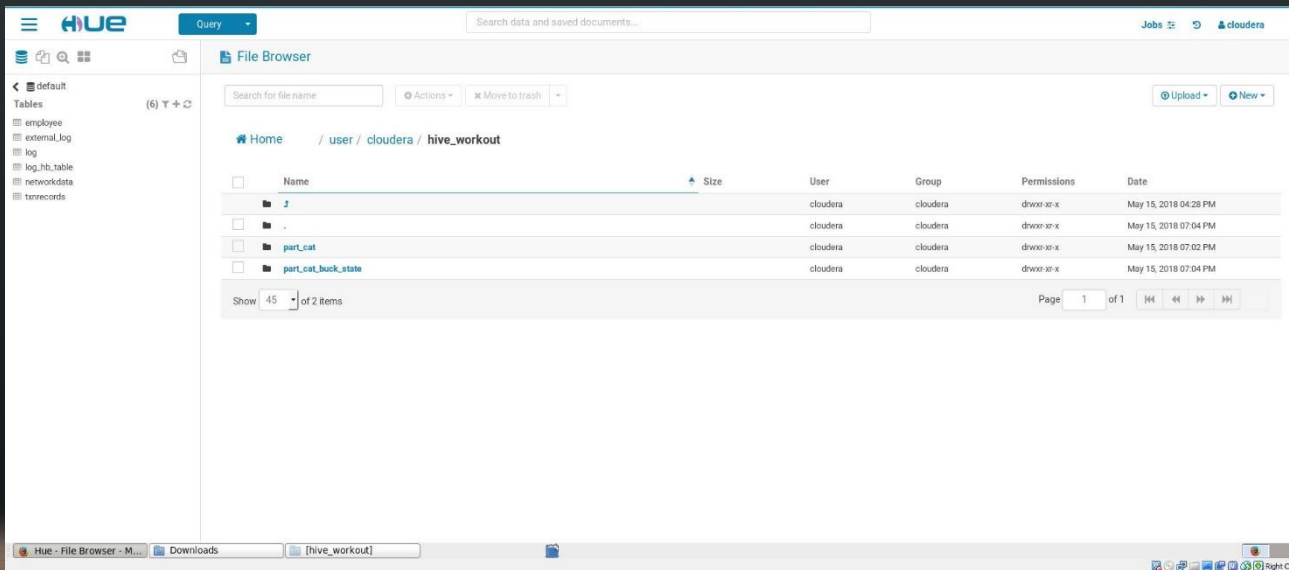 HUE Query Search data and saved documents... Jobs cloudera
File Browser
default
Tables (6)
employee
external_log
log
log_hb_table
networkdata
txnrecords
Search for file name Actions Move to trash Upload New
Home / user / cloudera / hive_workout
Name Size User Group Permissions Date
cloudera cloudera drwxr-xr-x May 15, 2018 04:28 PM
. cloudera cloudera drwxr-xr-x May 15, 2018 07:04 PM
part_cat cloudera cloudera drwxr-xr-x May 15, 2018 07:02 PM
part_cat_buck_state cloudera cloudera drwxr-xr-x May 15, 2018 07:04 PM
Show 45 of 2 items Page 1 of 1
Hue - File Browser - M... Downloads [hive_workout]
Right C